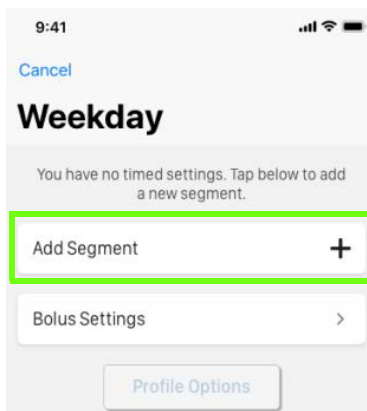 9:41
Cancel
Weekday
You have no timed settings. Tap below to add
a new segment.
Add Segment
Bolus Settings
Profile Options